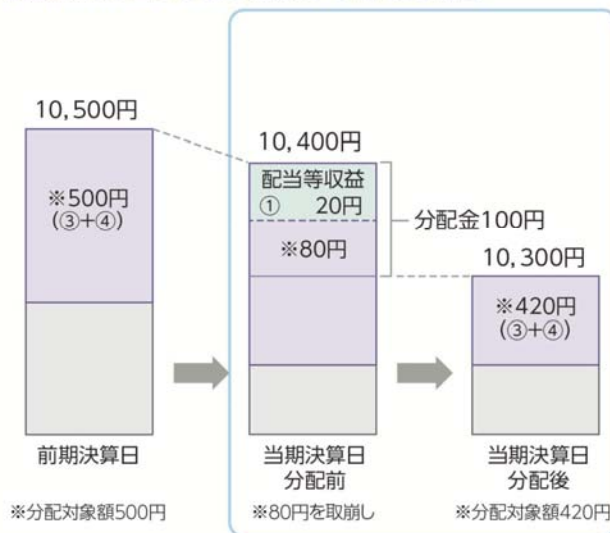 10,500円
※500円
(③+④)
前期決算日
※分配対象額500円
10,400円
配当等収益
① 20円
※80円
分配金100円
当期決算日
分配前
※80円を取崩し
10,300円
※420円
(③+④)
当期決算日
分配後
※分配対象額420円